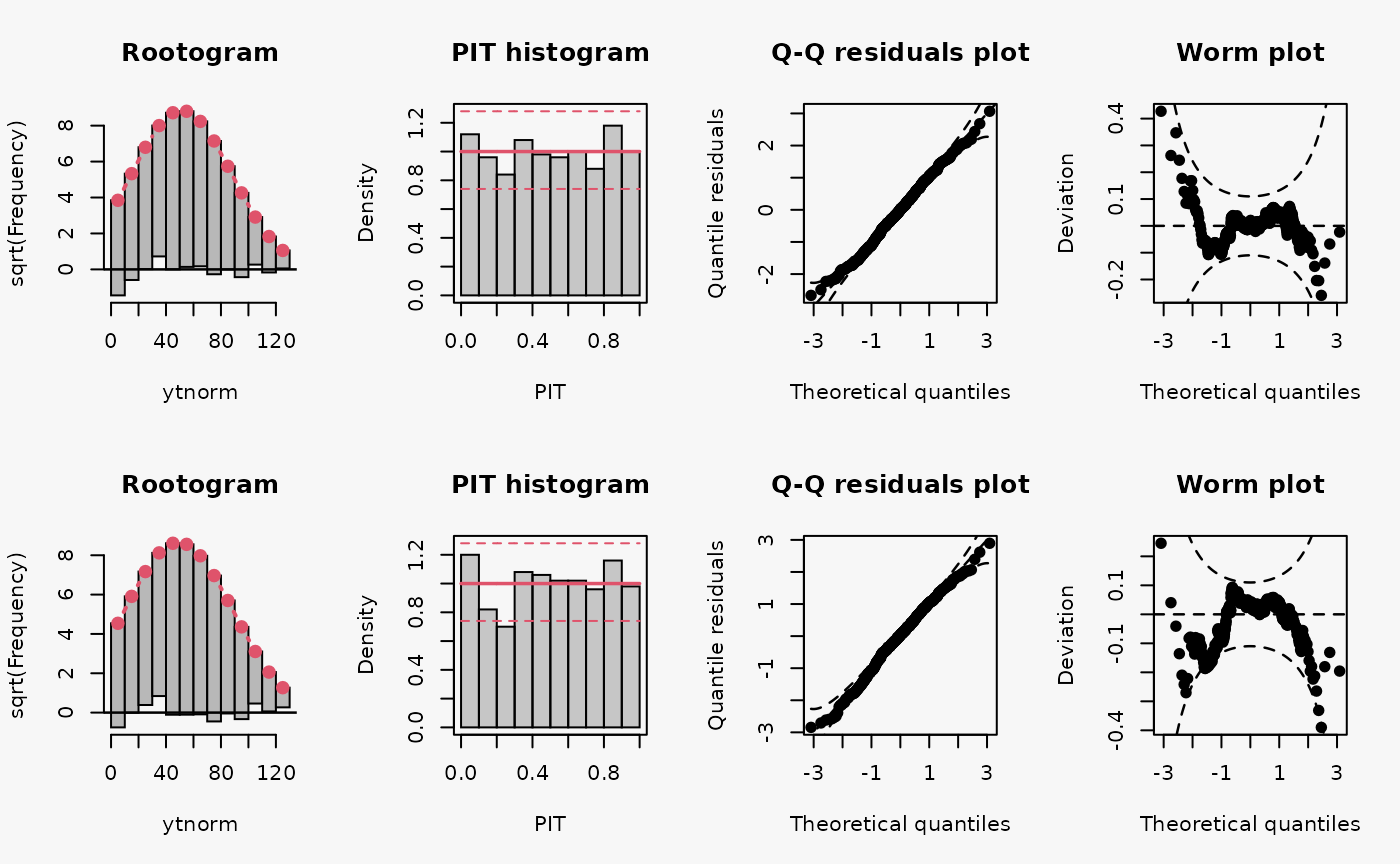 Rootogram PIT histogram Q-Q residuals plot Worm plot
sqrt(Frequency)
0 2 4 6 8
0 40 80 120
ytnorm
Density
0.0 0.4 0.8 1.2
0.0 0.4 0.8
PIT
Quantile residuals
-2 0 2
-3 -1 1 3
Theoretical quantiles
Deviation
-0.2 0.1 0.4
-3 -1 1 3
Theoretical quantiles
Rootogram PIT histogram Q-Q residuals plot Worm plot
sqrt(Frequency)
0 2 4 6 8
0 40 80 120
ytnorm
Density
0.0 0.4 0.8 1.2
0.0 0.4 0.8
PIT
Quantile residuals
-3 -1 1 3
-3 -1 1 3
Theoretical quantiles
Deviation
-0.4 -0.1 0.1
-3 -1 1 3
Theoretical quantiles